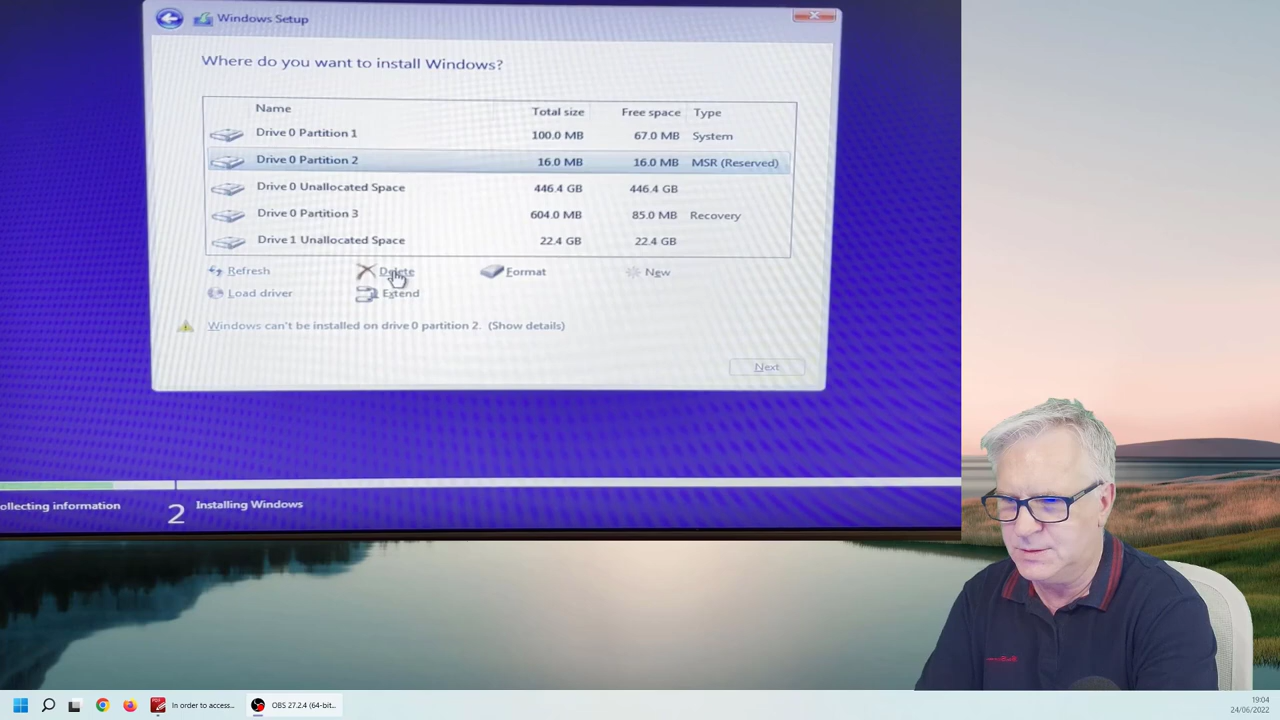 Windows Setup
Where do you want to install Windows?
Name Total size Free space Type
Drive 0 Partition 1 100.0 MB 67.0 MB System
Drive 0 Partition 2 16.0 MB 16.0 MB MSR (Reserved)
Drive 0 Unallocated Space 446.4 GB 446.4 GB
Drive 0 Partition 3 604.0 MB 85.0 MB Recovery
Drive 1 Unallocated Space 22.4 GB 22.4 GB
Refresh Delete Format New
Load driver Extend
Windows can't be installed on drive 0 partition 2. (Show details)
Next
ollecting information 2 Installing Windows
In order to access... OBS 27.2.4 (64-bit... 19:04
24/06/2022